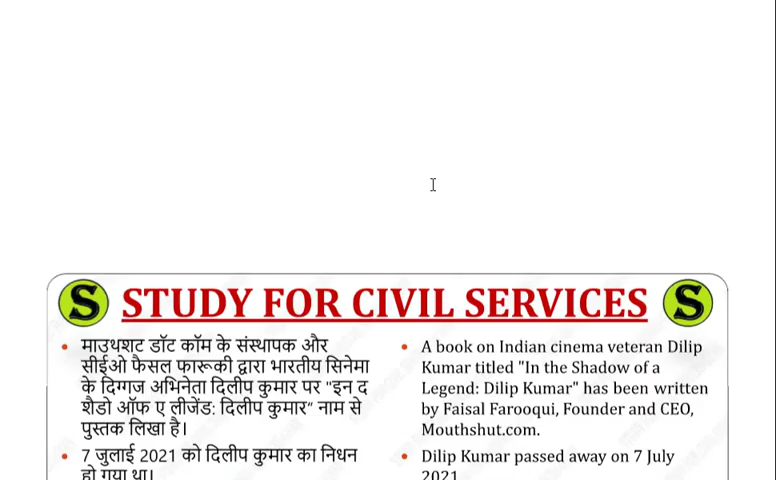 S STUDY FOR CIVIL SERVICES S
• माउथशट डॉट कॉम के संस्थापक और
सीईओ फैसल फारूकी द्वारा भारतीय सिनेमा
के दिग्गज अभिनेता दिलीप कुमार पर "इन द
शैडो ऑफ ए लीजेंड: दिलीप कुमार" नाम से
पुस्तक लिखा है।
• 7 जुलाई 2021 को दिलीप कुमार का निधन
हो गया था।
• A book on Indian cinema veteran Dilip
Kumar titled "In the Shadow of a
Legend: Dilip Kumar" has been written
by Faisal Farooqui, Founder and CEO,
Mouthshut.com.
• Dilip Kumar passed away on 7 July
2021